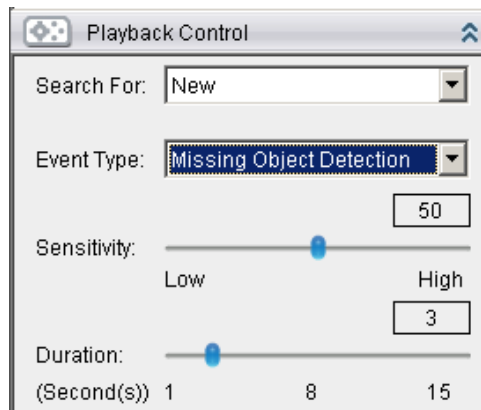 Playback Control
Search For: New
Event Type: Missing Object Detection
50
Sensitivity:
Low High
3
Duration:
(Second(s)) 1 8 15